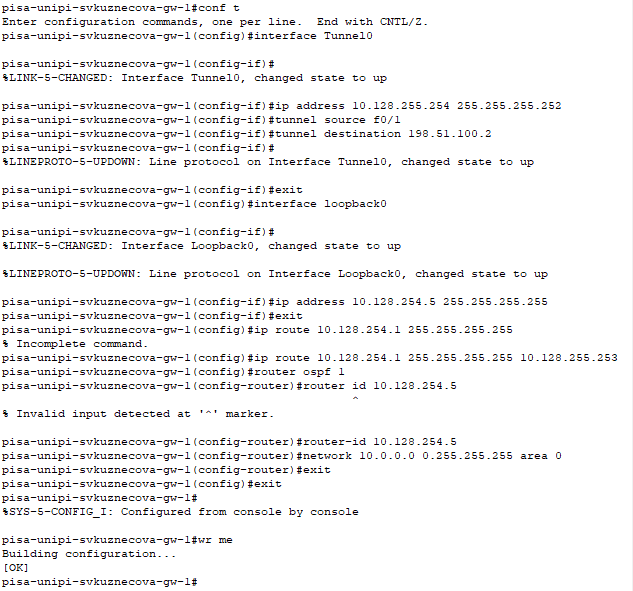 pisa-unipi-svkuznecova-gw-1#conf t
Enter configuration commands, one per line.  End with CNTL/Z.
pisa-unipi-svkuznecova-gw-1(config)#interface Tunnel0
pisa-unipi-svkuznecova-gw-1(config-if)#
%LINK-5-CHANGED: Interface Tunnel0, changed state to up
pisa-unipi-svkuznecova-gw-1(config-if)#ip address 10.128.255.254 255.255.255.252
pisa-unipi-svkuznecova-gw-1(config-if)#tunnel source f0/1
pisa-unipi-svkuznecova-gw-1(config-if)#tunnel destination 198.51.100.2
pisa-unipi-svkuznecova-gw-1(config-if)#
%LINEPROTO-5-UPDOWN: Line protocol on Interface Tunnel0, changed state to up
pisa-unipi-svkuznecova-gw-1(config-if)#exit
pisa-unipi-svkuznecova-gw-1(config)#interface loopback0
pisa-unipi-svkuznecova-gw-1(config-if)#
%LINK-5-CHANGED: Interface Loopback0, changed state to up
%LINEPROTO-5-UPDOWN: Line protocol on Interface Loopback0, changed state to up
pisa-unipi-svkuznecova-gw-1(config-if)#ip address 10.128.254.5 255.255.255.255
pisa-unipi-svkuznecova-gw-1(config-if)#exit
pisa-unipi-svkuznecova-gw-1(config)#ip route 10.128.254.1 255.255.255.255
% Incomplete command.
pisa-unipi-svkuznecova-gw-1(config)#ip route 10.128.254.1 255.255.255.255 10.128.255.253
pisa-unipi-svkuznecova-gw-1(config)#router ospf 1
pisa-unipi-svkuznecova-gw-1(config-router)#router id 10.128.254.5
^
% Invalid input detected at '^' marker.
pisa-unipi-svkuznecova-gw-1(config-router)#router-id 10.128.254.5
pisa-unipi-svkuznecova-gw-1(config-router)#network 10.0.0.0 0.255.255.255 area 0
pisa-unipi-svkuznecova-gw-1(config-router)#exit
pisa-unipi-svkuznecova-gw-1(config)#exit
pisa-unipi-svkuznecova-gw-1#
%SYS-5-CONFIG_I: Configured from console by console
pisa-unipi-svkuznecova-gw-1#wr me
Building configuration...
[OK]
pisa-unipi-svkuznecova-gw-1#